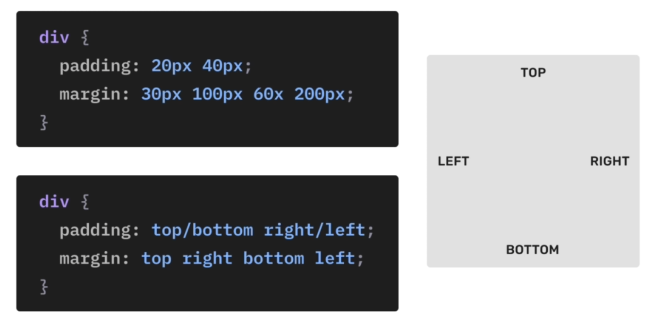 div {
padding: 20px 40px;
margin: 30px 100px 60x 200px;
}
div {
padding: top/bottom right/left;
margin: top right bottom left;
}
TOP
LEFT RIGHT
BOTTOM